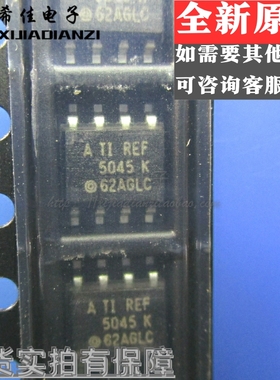 希佳电子
XIJIADIANZI
全新原
如需要其他
可咨询客服
62AGLC
A TI REF
5045 K
62AGLC
A TI REF
5045 K
62AGLC
货实拍有保障